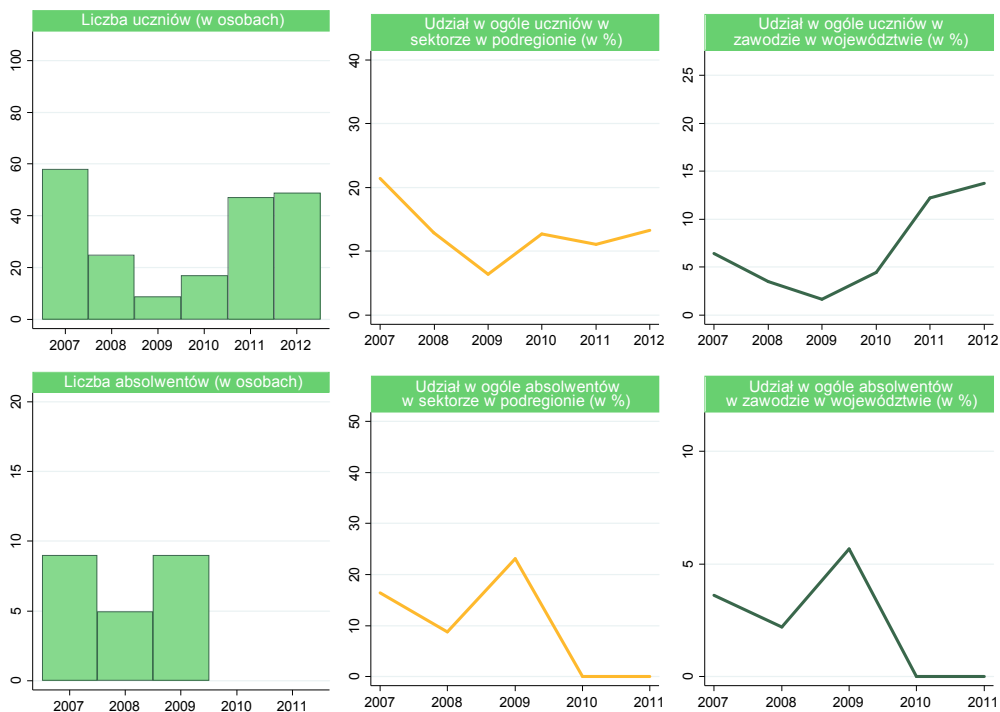 Liczba uczniów (w osobach)
100
80
60
40
20
0
2007 2008 2009 2010 2011 2012
Udział w ogóle uczniów w
sektorze w podregionie (w %)
40
30
20
10
0
2007 2008 2009 2010 2011 2012
Udział w ogóle uczniów w
zawodzie w województwie (w %)
25
20
15
10
5
0
2007 2008 2009 2010 2011 2012
Liczba absolwentów (w osobach)
20
15
10
5
0
2007 2008 2009 2010 2011
Udział w ogóle absolwentów
w sektorze w podregionie (w %)
50
40
30
20
10
0
2007 2008 2009 2010 2011
Udział w ogóle absolwentów
w zawodzie w województwie (w %)
10
5
0
2007 2008 2009 2010 2011